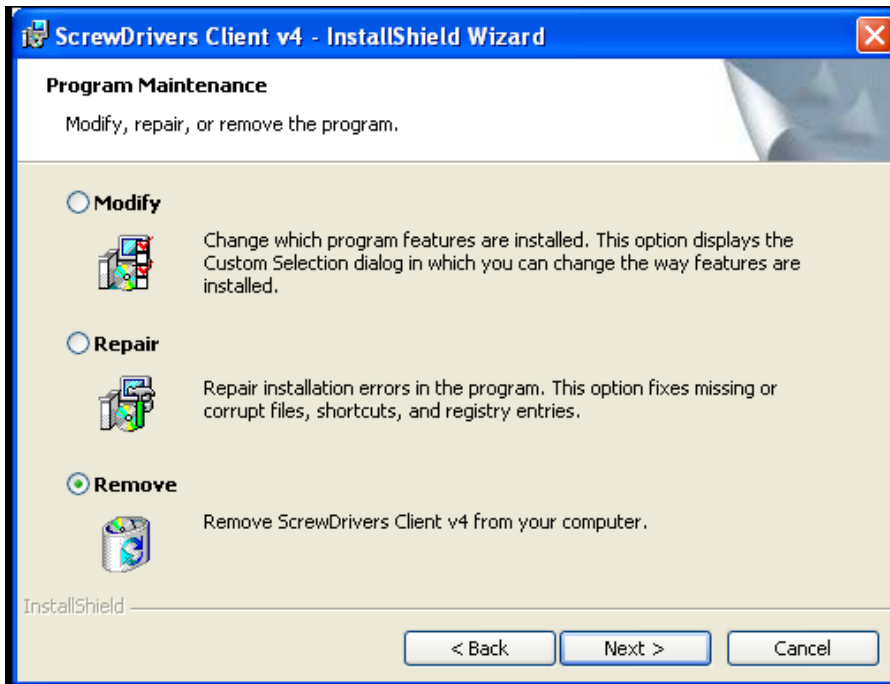 ScrewDrivers Client v4 - InstallShield Wizard
Program Maintenance
Modify, repair, or remove the program.
Modify
Change which program features are installed. This option displays the
Custom Selection dialog in which you can change the way features are
installed.
Repair
Repair installation errors in the program. This option fixes missing or
corrupt files, shortcuts, and registry entries.
Remove
Remove ScrewDrivers Client v4 from your computer.
InstallShield
< Back Next > Cancel